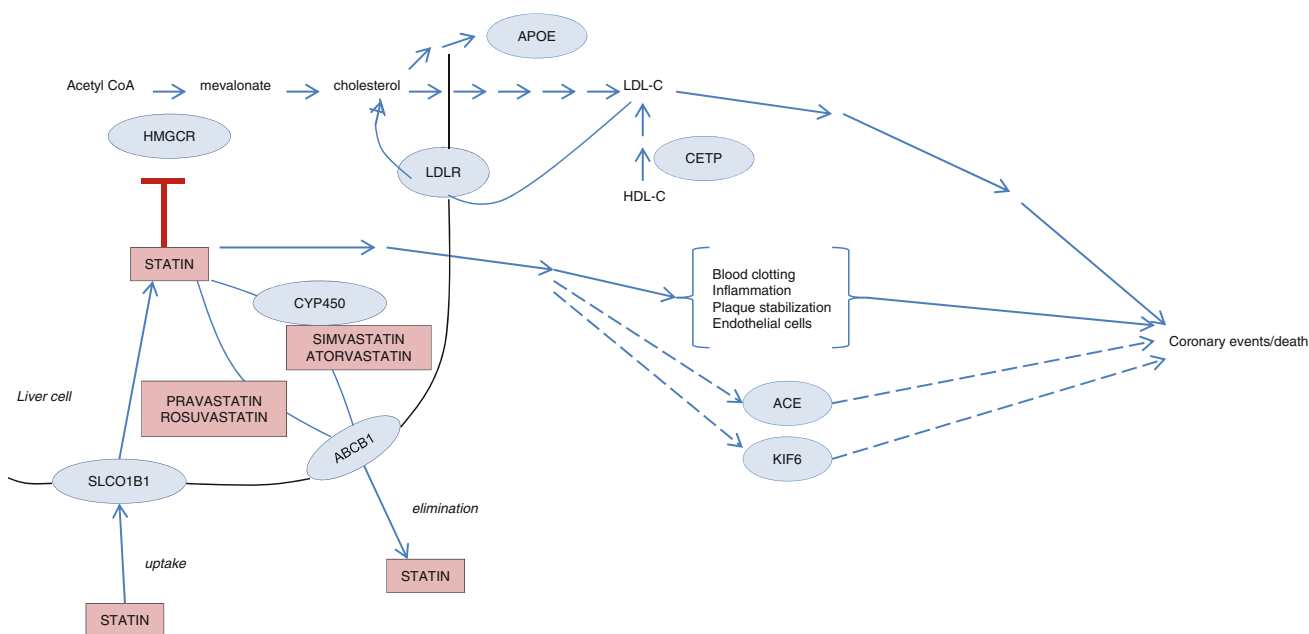 APOE
Acetyl CoA
mevalonate
cholesterol
LDL-C
HMGCR
LDLR
CETP
HDL-C
STATIN
CYP450
SIMVASTATIN
ATORVASTATIN
Blood clotting
Inflammation
Plaque stabilization
Endothelial cells
Coronary events/death
Liver cell
PRAVASTATIN
ROSUVASTATIN
ACE
ABCB1
KIF6
SLCO1B1
elimination
uptake
STATIN
STATIN